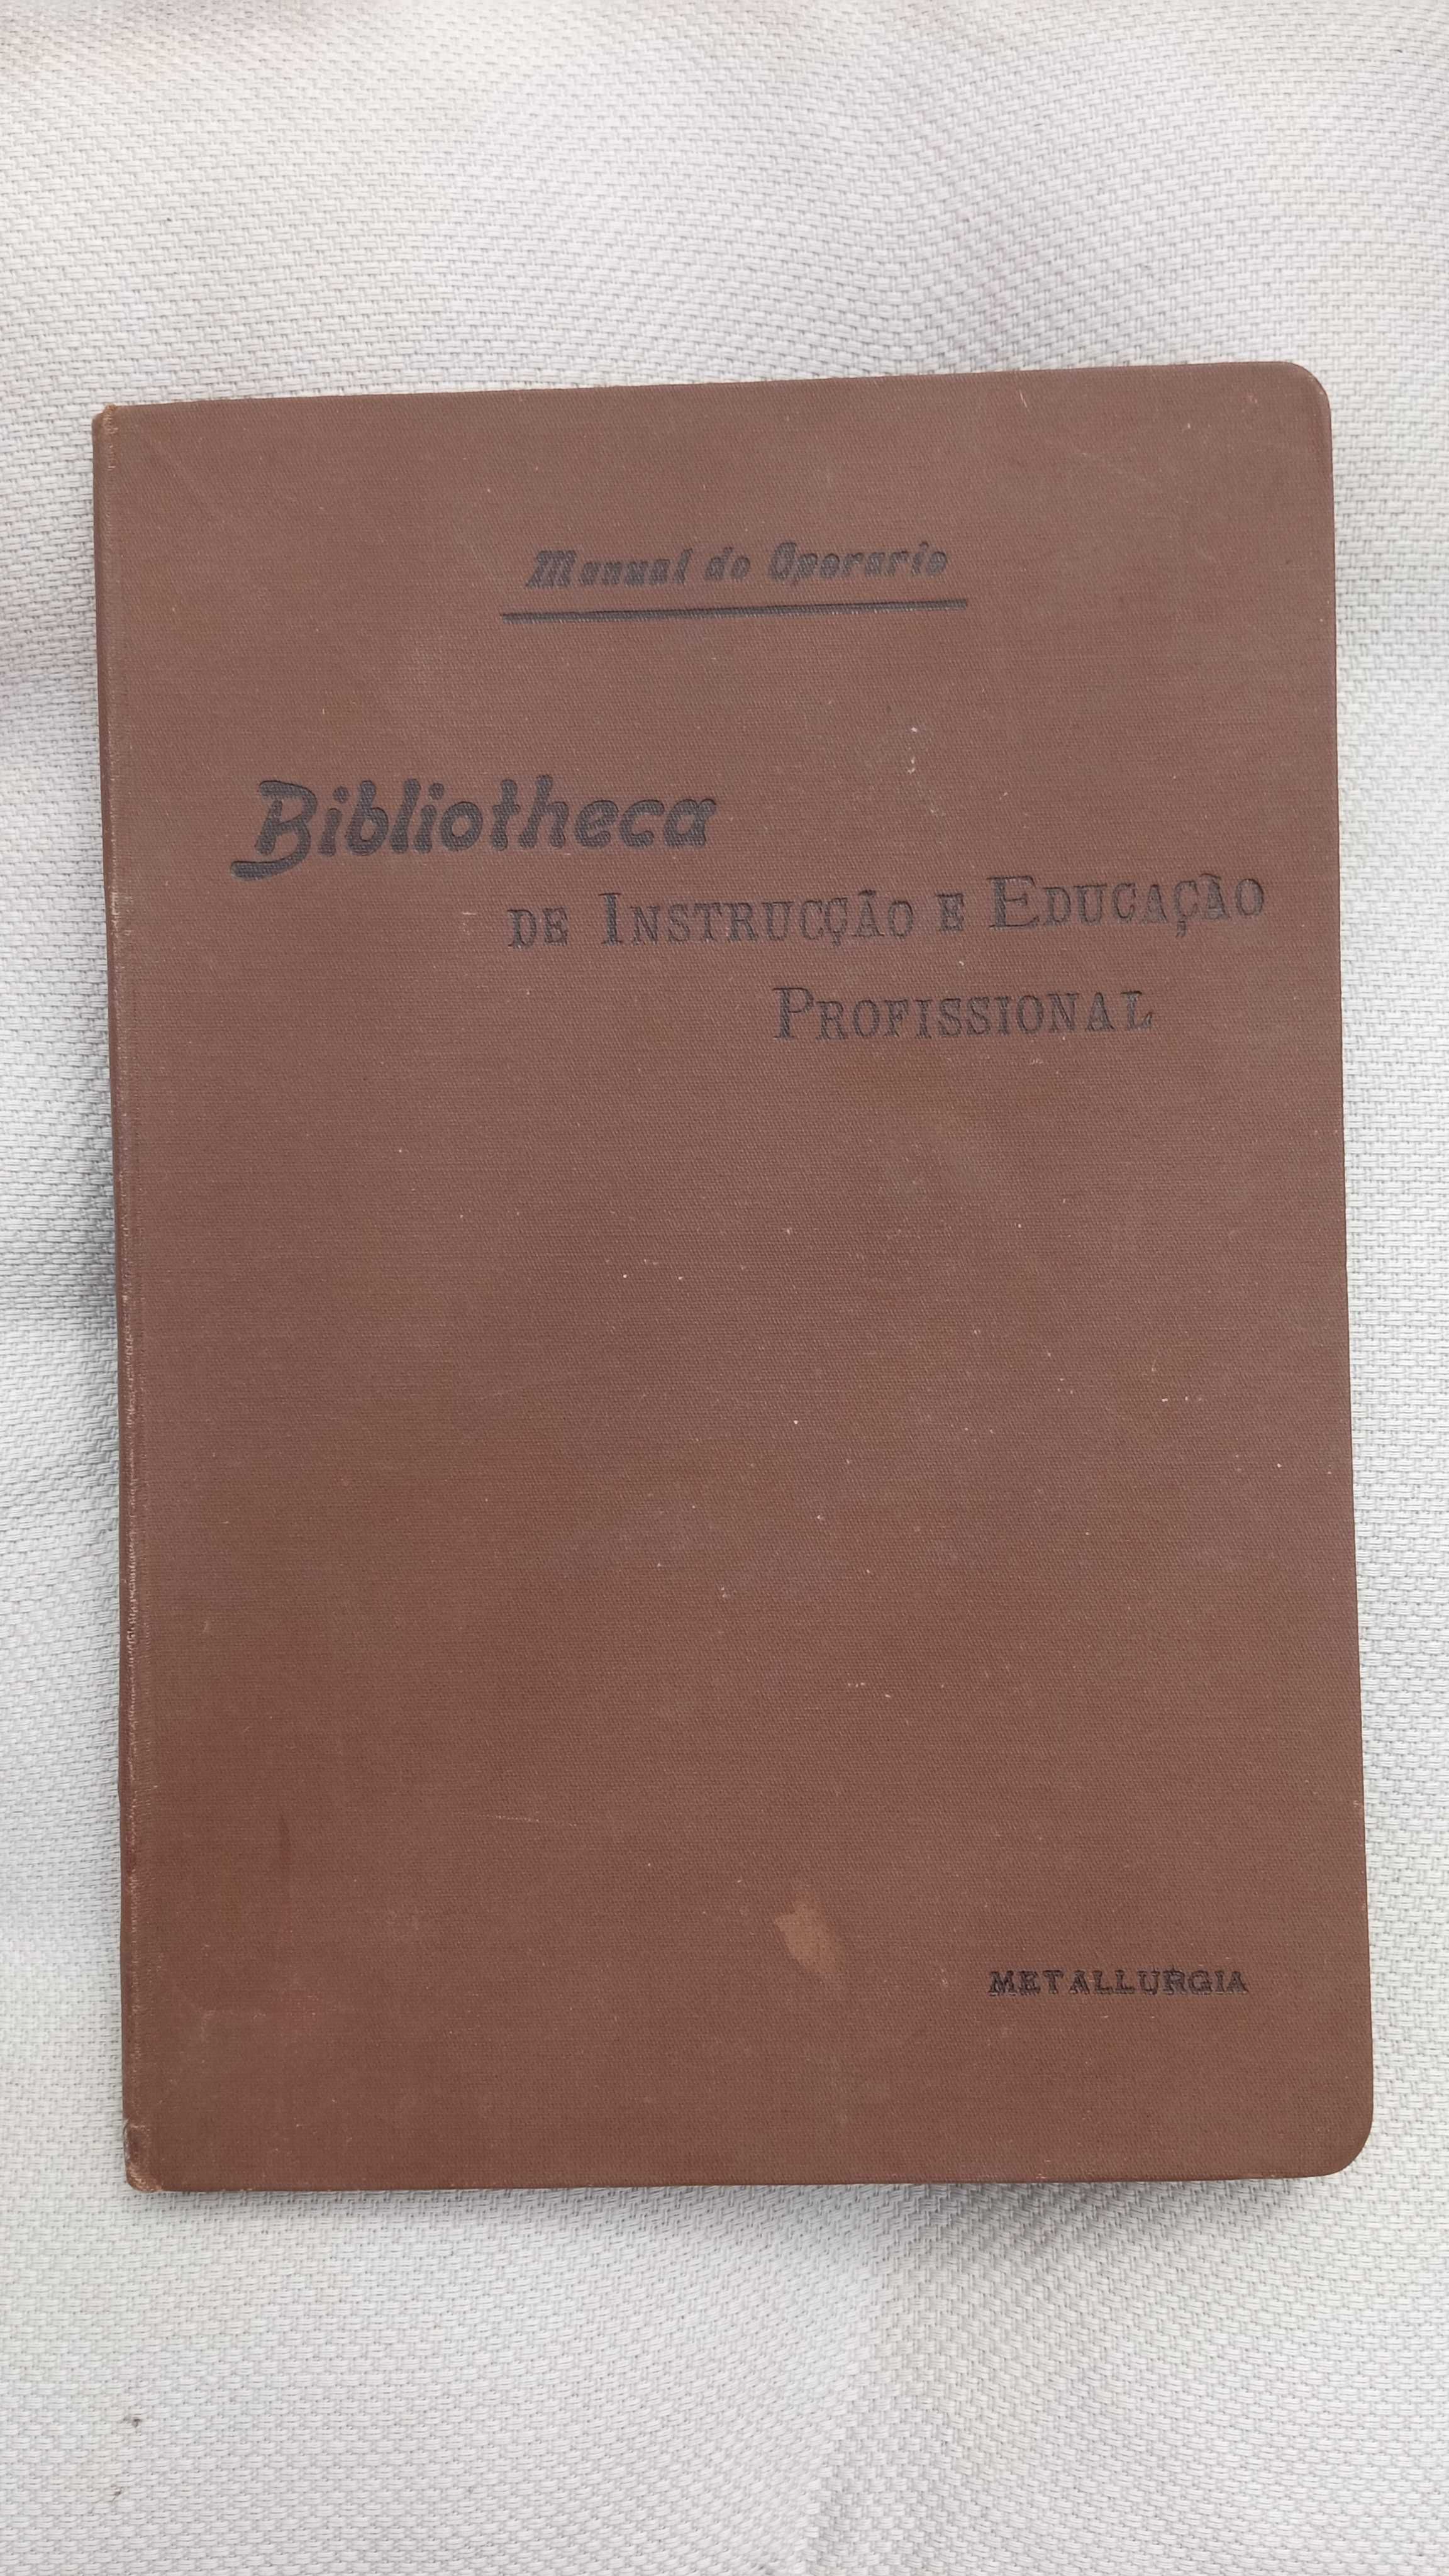 Manual do Operario
Bibliotheca
DE INSTRUCÇÃO E EDUCAÇÃO
PROFISSIONAL
METALLURGIA